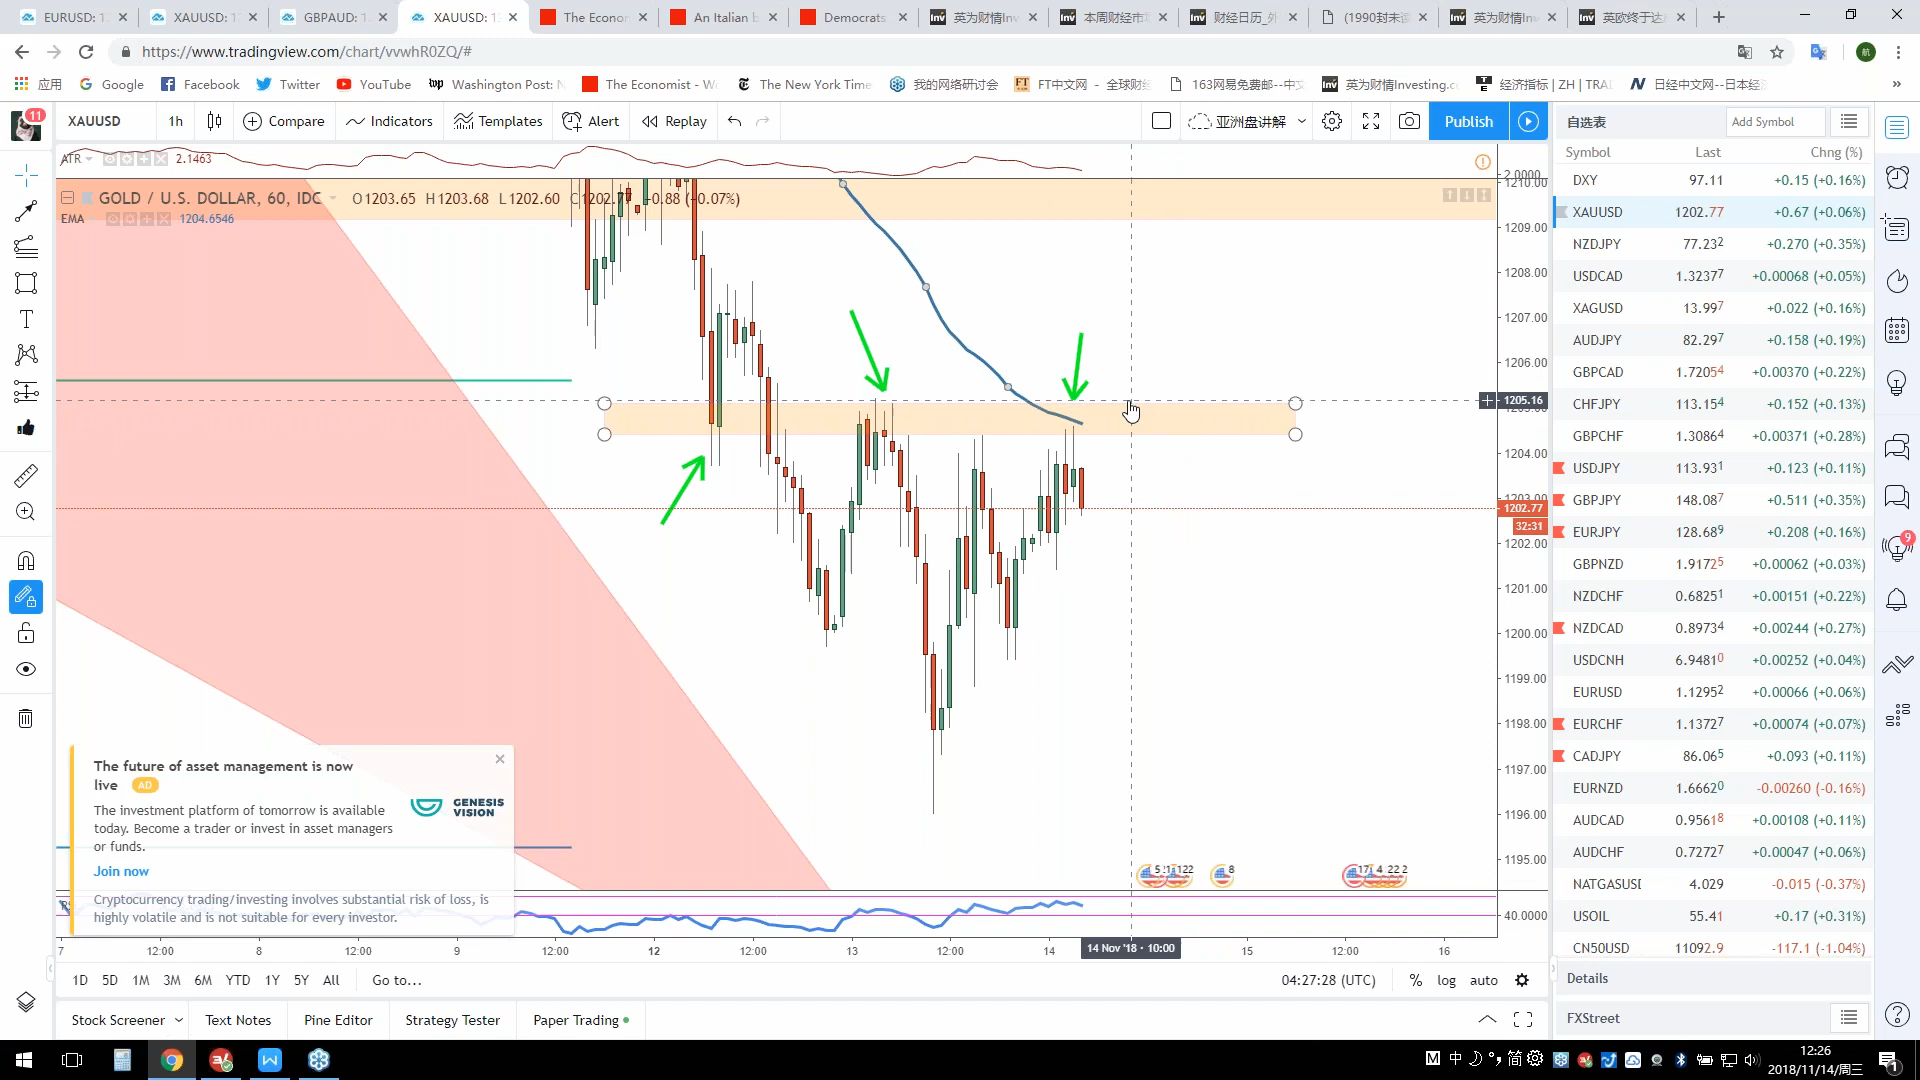 EURUSD: 1
XAUUSD: 1
GBPAUD: 1
XAUUSD: 1
The Econor
An Italian b
Democrats
英为财情Inv
本周财经市
财经日历_外
(1990封未读
英为财情Inv
英欧终于达
https://www.tradingview.com/chart/vvwhR0ZQ/#
航
应用
Google
Facebook
Twitter
YouTube
Washington Post:
The Economist - W
The New York Time
我的网络研讨会
FT中文网 - 全球财经
163网易免费邮--中文
英为财情Investing.c
经济指标 | ZH | TRA
日经中文网--日本经济
»
11
XAUUSD
1h
Compare
Indicators
Templates
Alert
Replay
亚洲盘讲解
Publish
ATR
2.1463
GOLD / U.S. DOLLAR, 60, IDC
O1203.65 H1203.68 L1202.60 C1202.77 -0.88 (-0.07%)
EMA
1204.6546
2.0000
1210.00
1209.00
1208.00
1207.00
1206.00
1205.16
1204.00
1203.00
1202.77
32:31
1202.00
1201.00
1200.00
1199.00
1198.00
1197.00
1196.00
1195.00
40.0000
The future of asset management is now
live AD
GENESIS
VISION
The investment platform of tomorrow is available
today. Become a trader or invest in asset managers
or funds.
Join now
Cryptocurrency trading/investing involves substantial risk of loss, is
highly volatile and is not suitable for every investor.
8
7
12:00
8
12:00
9
12:00
12
12:00
13
12:00
14
14 Nov '18 · 10:00
15
12:00
16
1D 5D 1M 3M 6M YTD 1Y 5Y All Go to...
04:27:28 (UTC)
% log auto
Stock Screener
Text Notes
Pine Editor
Strategy Tester
Paper Trading
自选表
Add Symbol
Symbol Last Chng (%)
DXY 97.11 +0.15 (+0.16%)
XAUUSD 1202.77 +0.67 (+0.06%)
NZDJPY 77.232 +0.270 (+0.35%)
USDCAD 1.32377 +0.00068 (+0.05%)
XAGUSD 13.997 +0.022 (+0.16%)
AUDJPY 82.297 +0.158 (+0.19%)
GBPCAD 1.72054 +0.00370 (+0.22%)
CHFJPY 113.154 +0.152 (+0.13%)
GBPCHF 1.30864 +0.00371 (+0.28%)
USDJPY 113.931 +0.123 (+0.11%)
GBPJPY 148.087 +0.511 (+0.35%)
EURJPY 128.689 +0.208 (+0.16%)
GBPNZD 1.91725 +0.00062 (+0.03%)
NZDCHF 0.68251 +0.00151 (+0.22%)
NZDCAD 0.89734 +0.00244 (+0.27%)
USDCNH 6.94810 +0.00252 (+0.04%)
EURUSD 1.12952 +0.00066 (+0.06%)
EURCHF 1.13727 +0.00074 (+0.07%)
CADJPY 86.065 +0.093 (+0.11%)
EURNZD 1.66620 -0.00260 (-0.16%)
AUDCAD 0.95618 +0.00108 (+0.11%)
AUDCHF 0.72727 +0.00047 (+0.06%)
NATGASUSD 4.029 -0.015 (-0.37%)
USOIL 55.41 +0.17 (+0.31%)
CN50USD 11092.9 -117.1 (-1.04%)
Details
FXStreet
9
M 中 简
12:26
2018/11/14/周三
1